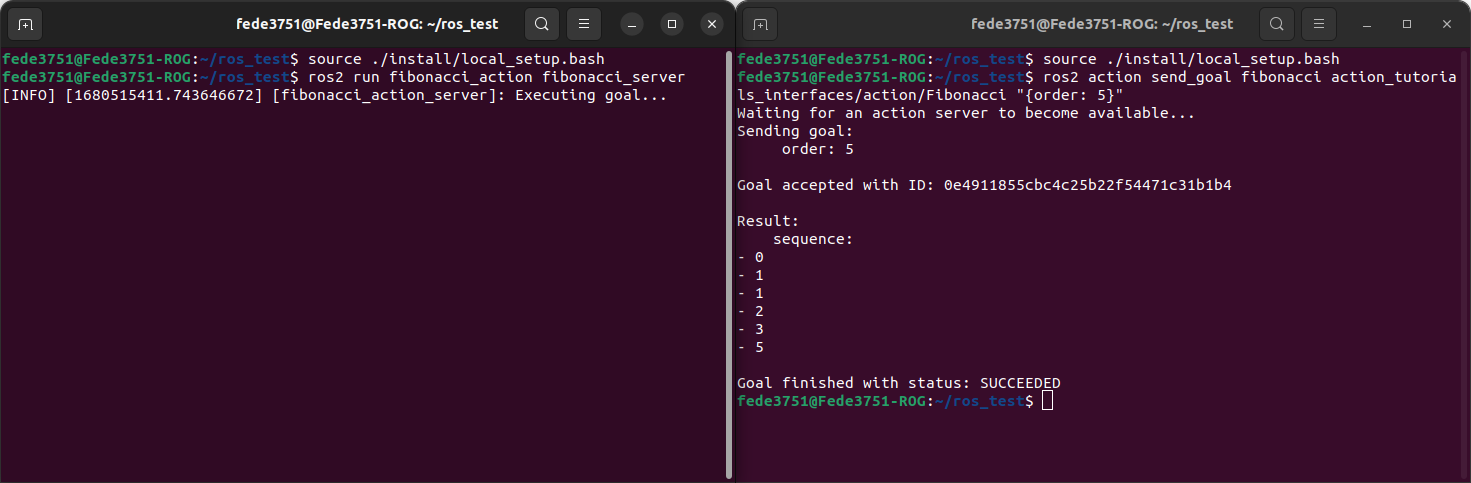 fede3751@Fede3751-ROG: ~/ros_test
fede3751@Fede3751-ROG:~/ros_test$ source ./install/local_setup.bash
fede3751@Fede3751-ROG:~/ros_test$ ros2 run fibonacci_action fibonacci_server
[INFO] [1680515411.743646672] [fibonacci_action_server]: Executing goal...
fede3751@Fede3751-ROG: ~/ros_test
fede3751@Fede3751-ROG:~/ros_test$ source ./install/local_setup.bash
fede3751@Fede3751-ROG:~/ros_test$ ros2 action send_goal fibonacci action_tutoria
ls_interfaces/action/Fibonacci "{order: 5}"
Waiting for an action server to become available...
Sending goal:
     order: 5
Goal accepted with ID: 0e4911855cbc4c25b22f54471c31b1b4
Result:
    sequence:
- 0
- 1
- 1
- 2
- 3
- 5
Goal finished with status: SUCCEEDED
fede3751@Fede3751-ROG:~/ros_test$